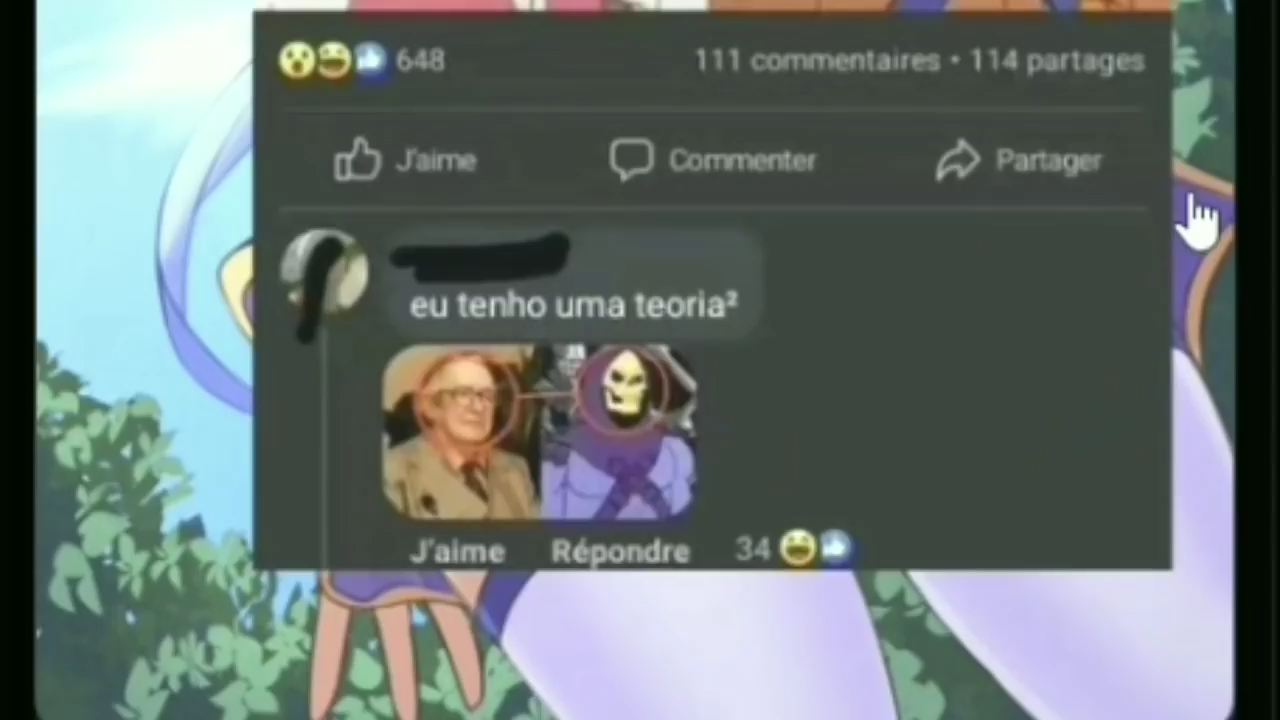 648
111 commentaires • 114 partages
J'aime
Commenter
Partager
eu tenho uma teoria²
J'aime
Répondre
34